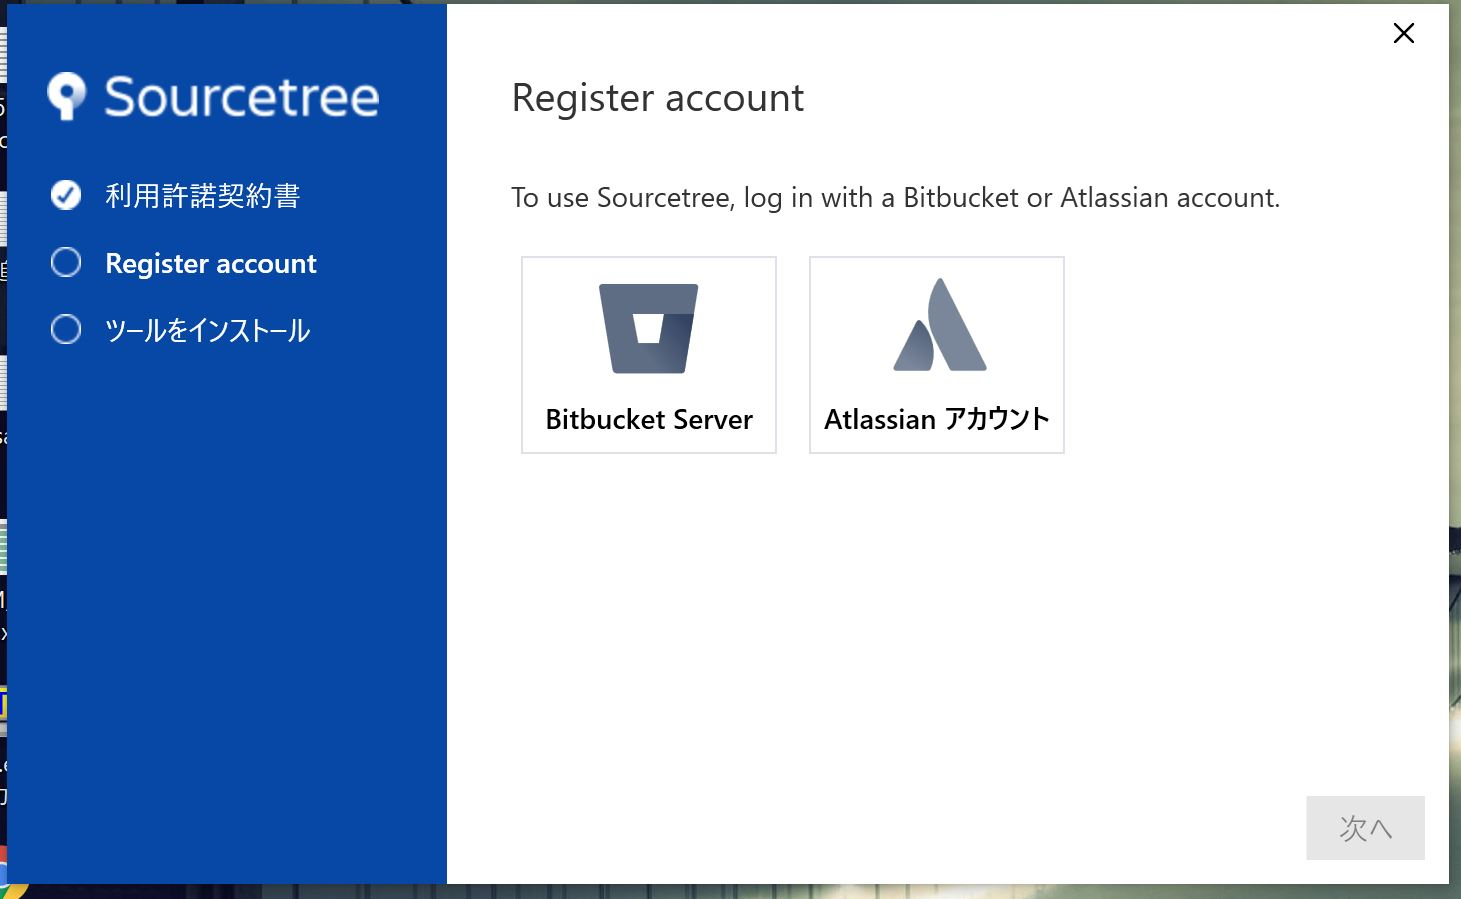 Sourcetree
利用許諾契約書
Register account
ツールをインストール
Register account
To use Sourcetree, log in with a Bitbucket or Atlassian account.
Bitbucket Server
Atlassian アカウント
次へ